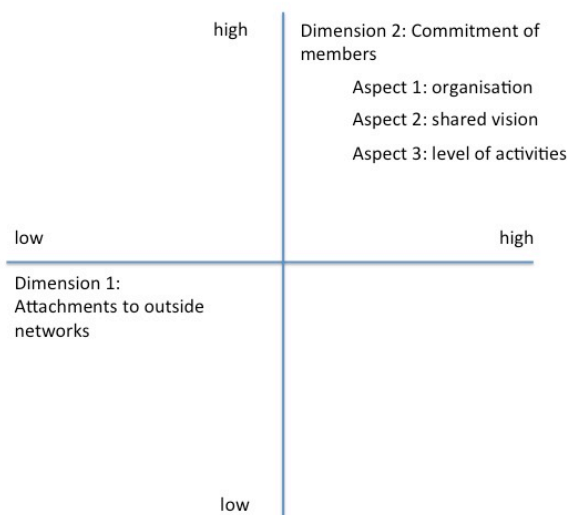 high
Dimension 2: Commitment of
members
Aspect 1: organisation
Aspect 2: shared vision
Aspect 3: level of activities
low
high
Dimension 1:
Attachments to outside
networks
low